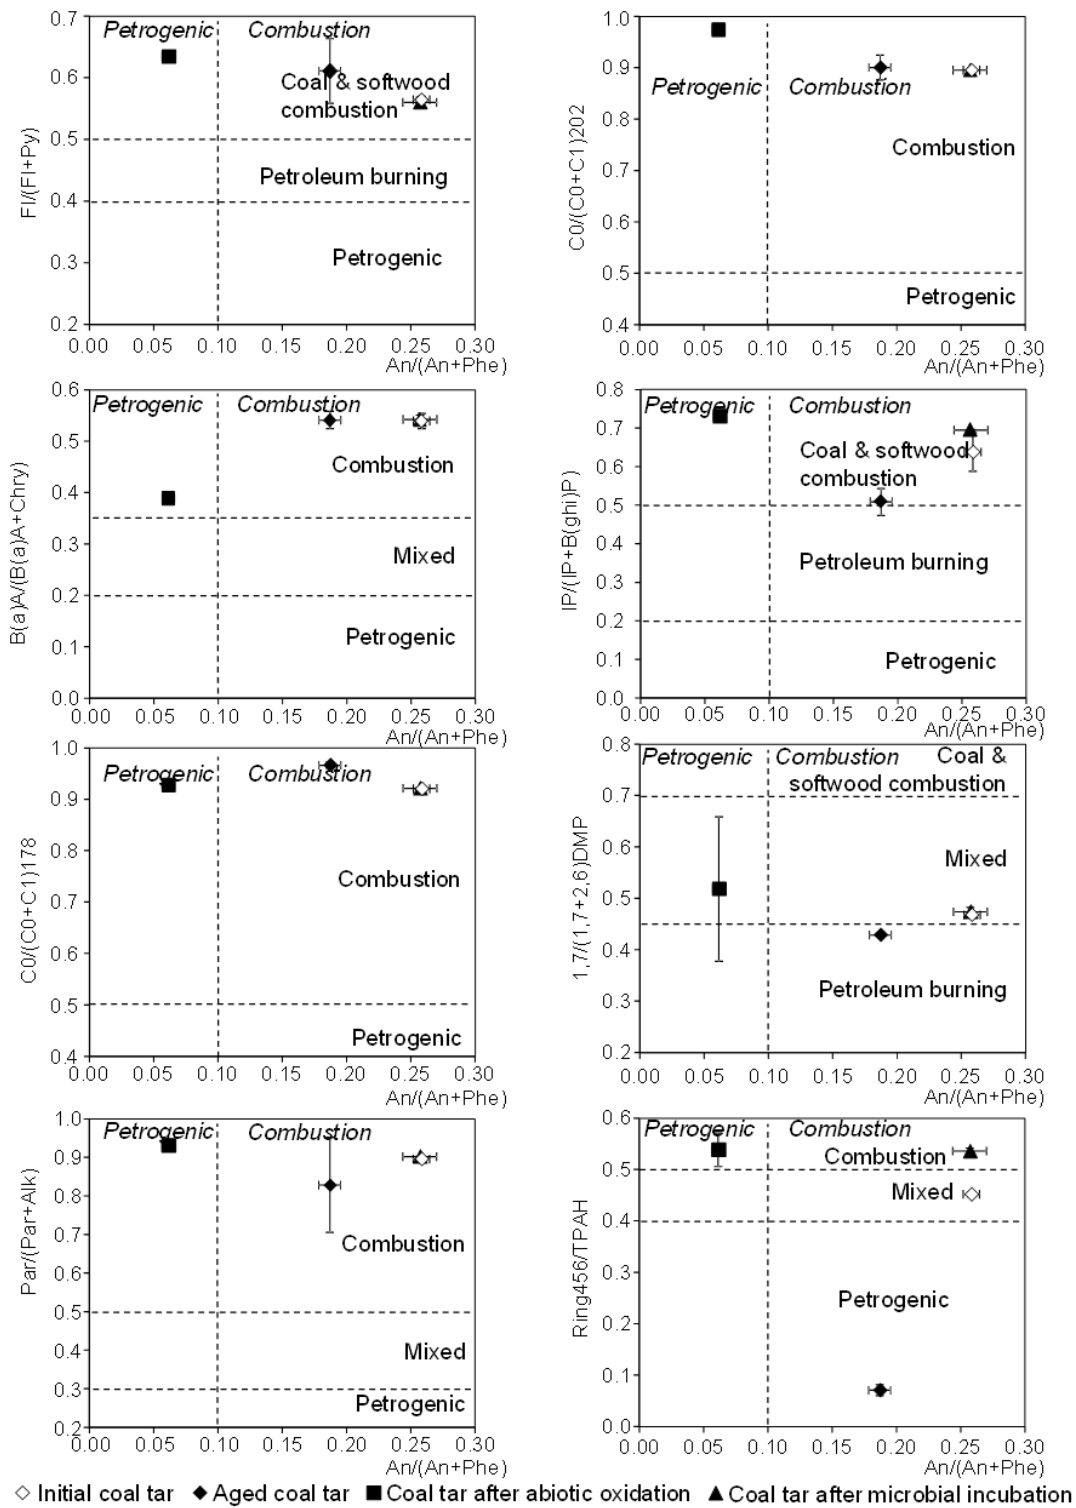 0.7
Petrogenic Combustion
0.6
Coal & softwood
combustion
0.5
Petroleum burning
0.4
Petrogenic
0.3
0.2
Fl/(Fl+Py)
0.00 0.05 0.10 0.15 0.20 0.25 0.30
An/(An+Phe)
1.0
0.9
Petrogenic Combustion
0.8
Combustion
0.7
0.6
0.5
Petrogenic
0.4
C0/(C0+C1)202
0.00 0.05 0.10 0.15 0.20 0.25 0.30
An/(An+Phe)
0.6
Petrogenic Combustion
0.5
Combustion
0.4
0.3
Mixed
0.2
0.1
Petrogenic
0.0
B(a)A/(B(a)A+Chry)
0.00 0.05 0.10 0.15 0.20 0.25 0.30
An/(An+Phe)
0.8
Petrogenic Combustion
0.7
Coal & softwood
0.6
combustion
0.5
0.4
Petroleum burning
0.3
0.2
0.1
Petrogenic
0.0
IP/(IP+B(ghi)P)
0.00 0.05 0.10 0.15 0.20 0.25 0.30
An/(An+Phe)
1.0
Petrogenic Combustion
0.9
0.8
Combustion
0.7
0.6
0.5
Petrogenic
0.4
C0/(C0+C1)178
0.00 0.05 0.10 0.15 0.20 0.25 0.30
An/(An+Phe)
0.8
Petrogenic Combustion Coal &
softwood combustion
0.7
0.6
Mixed
0.5
0.4
Petroleum burning
0.3
0.2
1,7/(1,7+2,6)DMP
0.00 0.05 0.10 0.15 0.20 0.25 0.30
An/(An+Phe)
1.0
Petrogenic Combustion
0.9
0.8
0.7
Combustion
0.6
0.5
0.4
Mixed
0.3
Petrogenic
0.2
Par/(Par+Alk)
0.00 0.05 0.10 0.15 0.20 0.25 0.30
An/(An+Phe)
0.6
Petrogenic Combustion
Combustion
0.5
Mixed
0.4
0.3
Petrogenic
0.2
0.1
0.0
Ring456/TPAH
0.00 0.05 0.10 0.15 0.20 0.25 0.30
An/(An+Phe)
Initial coal tar Aged coal tar Coal tar after abiotic oxidation Coal tar after microbial incubation